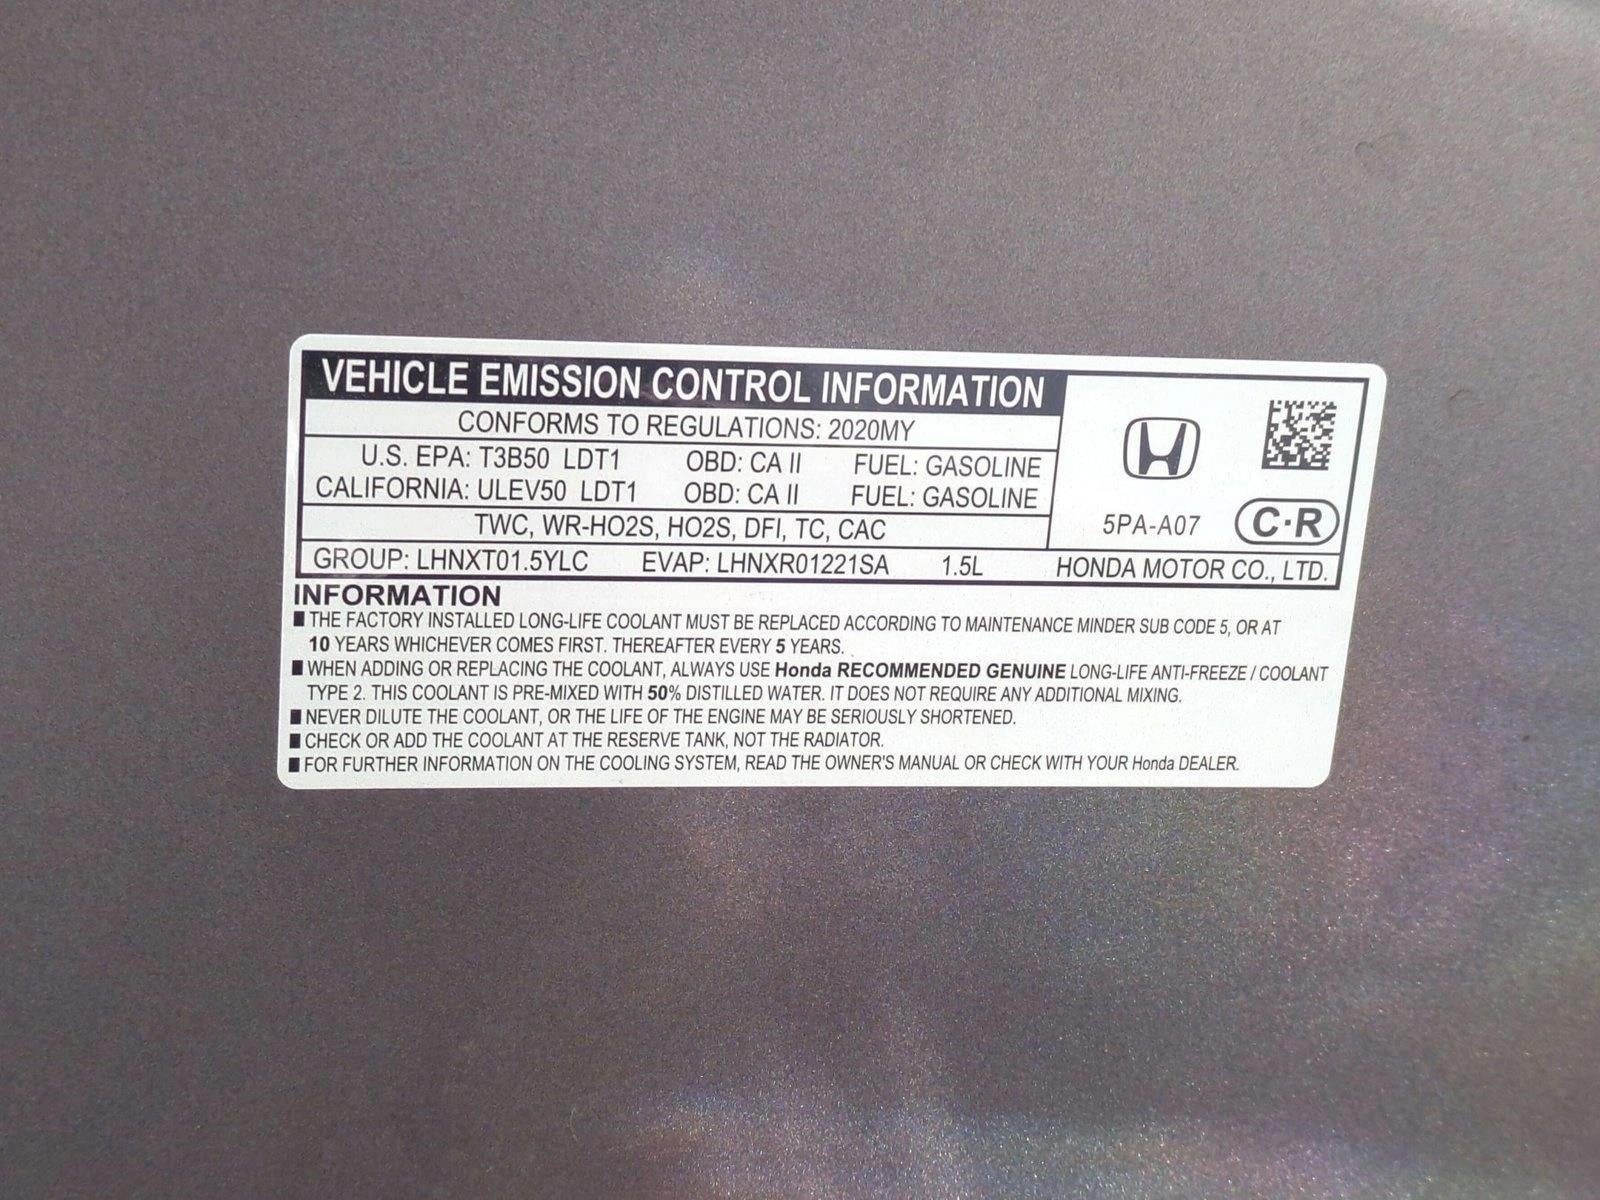 VEHICLE EMISSION CONTROL INFORMATION
CONFORMS TO REGULATIONS: 2020MY
U.S. EPA: T3B50 LDT1 OBD: CA II FUEL: GASOLINE
CALIFORNIA: ULEV50 LDT1 OBD: CA II FUEL: GASOLINE
TWC, WR-HO2S, HO2S, DFI, TC, CAC
5PA-A07 C·R
GROUP: LHNXT01.5YLC EVAP: LHNXR01221SA 1.5L HONDA MOTOR CO., LTD.
INFORMATION
■ THE FACTORY INSTALLED LONG-LIFE COOLANT MUST BE REPLACED ACCORDING TO MAINTENANCE MINDER SUB CODE 5, OR AT
10 YEARS WHICHEVER COMES FIRST. THEREAFTER EVERY 5 YEARS.
■ WHEN ADDING OR REPLACING THE COOLANT, ALWAYS USE Honda RECOMMENDED GENUINE LONG-LIFE ANTI-FREEZE / COOLANT
TYPE 2. THIS COOLANT IS PRE-MIXED WITH 50% DISTILLED WATER. IT DOES NOT REQUIRE ANY ADDITIONAL MIXING.
■ NEVER DILUTE THE COOLANT, OR THE LIFE OF THE ENGINE MAY BE SERIOUSLY SHORTENED.
■ CHECK OR ADD THE COOLANT AT THE RESERVE TANK, NOT THE RADIATOR.
■ FOR FURTHER INFORMATION ON THE COOLING SYSTEM, READ THE OWNER'S MANUAL OR CHECK WITH YOUR Honda DEALER.